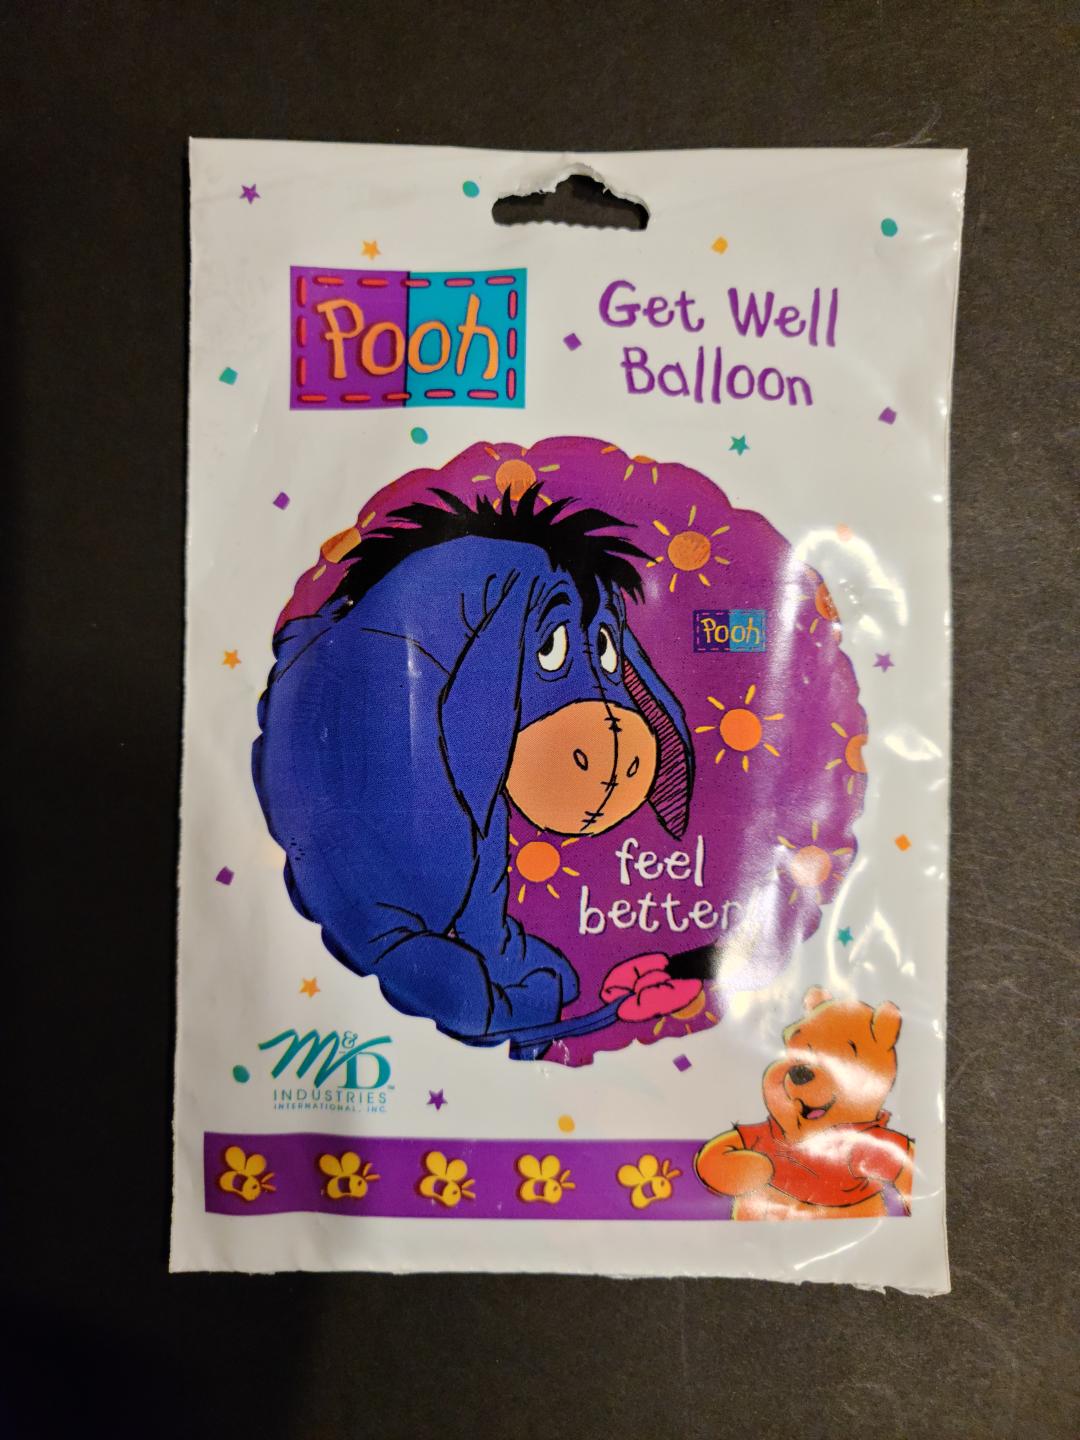 Pooh
Get Well
Balloon
Pooh
feel
better
M&D
INDUSTRIES
INTERNATIONAL, INC.